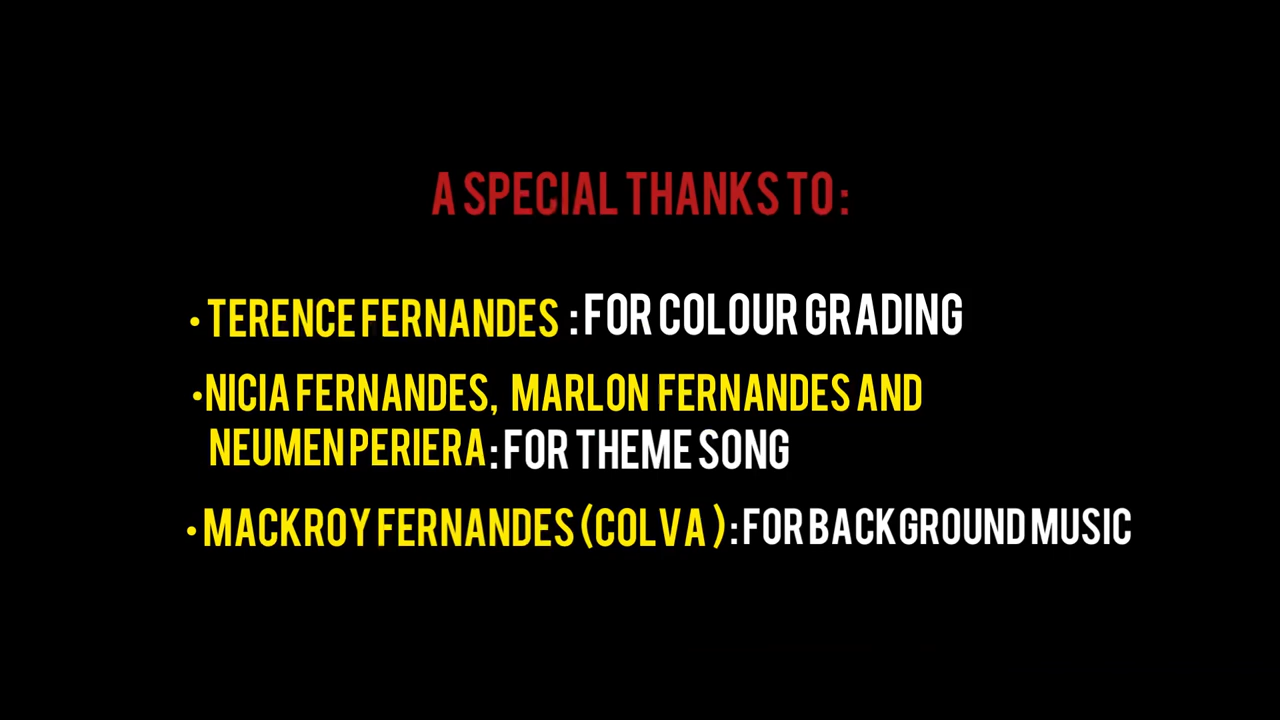 A SPECIAL THANKS TO :
• TERENCE FERNANDES : FOR COLOUR GRADING
• NICIA FERNANDES, MARLON FERNANDES AND
NEUMEN PERIERA : FOR THEME SONG
• MACKROY FERNANDES (COLVA ) : FOR BACKGROUND MUSIC